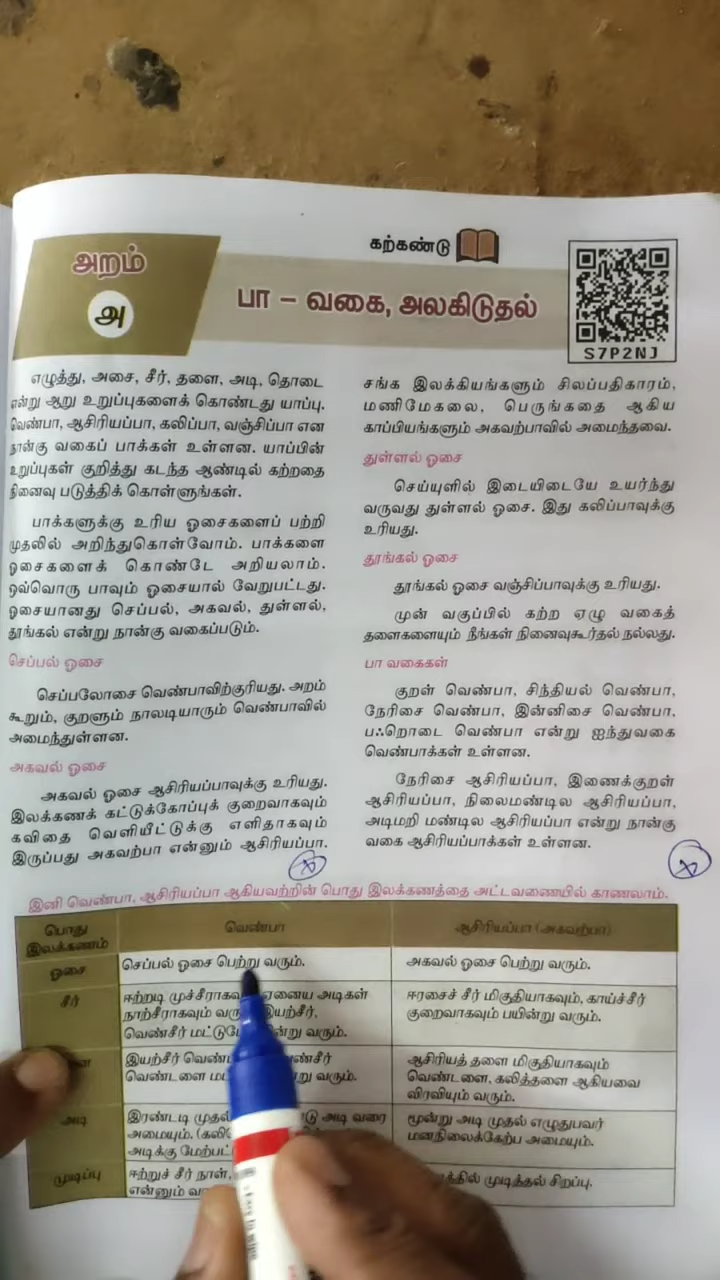 அறம்
அ
கற்கண்டு
பா – வகை, அலகிடுதல்
S7P2NJ
எழுத்து, அசை, சீர், தளை, அடி, தொடை
என்று ஆறு உறுப்புகளைக் கொண்டது யாப்பு.
வெண்பா, ஆசிரியப்பா, கலிப்பா, வஞ்சிப்பா என
நான்கு வகைப் பாக்கள் உள்ளன. யாப்பின்
உறுப்புகள் குறித்து கடந்த ஆண்டில் கற்றதை
நினைவு படுத்திக் கொள்ளுங்கள்.
பாக்களுக்கு உரிய ஓசைகளைப் பற்றி
முதலில் அறிந்துகொள்வோம். பாக்களை
ஓசைகளைக் கொண்டே அறியலாம்.
ஒவ்வொரு பாவும் ஓசையால் வேறுபட்டது.
ஓசையானது செப்பல், அகவல், துள்ளல்,
தூங்கல் என்று நான்கு வகைப்படும்.
செப்பல் ஓசை
செப்பலோசை வெண்பாவிற்குரியது. அறம்
கூறும், குறளும் நாலடியாரும் வெண்பாவில்
அமைந்துள்ளன.
அகவல் ஓசை
அகவல் ஓசை ஆசிரியப்பாவுக்கு உரியது.
இலக்கணக் கட்டுக்கோப்புக் குறைவாகவும்
கவிதை வெளியீட்டுக்கு எளிதாகவும்
இருப்பது அகவற்பா என்னும் ஆசிரியப்பா.
சங்க இலக்கியங்களும் சிலப்பதிகாரம்,
மணிமேகலை, பெருங்கதை ஆகிய
காப்பியங்களும் அகவற்பாவில் அமைந்தவை.
துள்ளல் ஓசை
செய்யுளில் இடையிடையே உயர்ந்து
வருவது துள்ளல் ஓசை. இது கலிப்பாவுக்கு
உரியது.
தூங்கல் ஓசை
தூங்கல் ஓசை வஞ்சிப்பாவுக்கு உரியது.
முன் வகுப்பில் கற்ற ஏழு வகைத்
தளைகளையும் நீங்கள் நினைவுகூர்தல் நல்லது.
பா வகைகள்
குறள் வெண்பா, சிந்தியல் வெண்பா,
நேரிசை வெண்பா, இன்னிசை வெண்பா,
பஃறொடை வெண்பா என்று ஐந்துவகை
வெண்பாக்கள் உள்ளன.
நேரிசை ஆசிரியப்பா, இணைக்குறள்
ஆசிரியப்பா, நிலைமண்டில ஆசிரியப்பா,
அடிமறி மண்டில ஆசிரியப்பா என்று நான்கு
வகை ஆசிரியப்பாக்கள் உள்ளன.
இனி வெண்பா, ஆசிரியப்பா ஆகியவற்றின் பொது இலக்கணத்தை அட்டவணையில் காணலாம்.
பொது இலக்கணம் வெண்பா ஆசிரியப்பா (அகவற்பா)
ஓசை செப்பல் ஓசை பெற்று வரும். அகவல் ஓசை பெற்று வரும்.
சீர் ஈற்றடி ஏனைய அடிகள் ஈரசைச் சீர் மிகுதியாகவும், காய்ச்சீர்
நாற்சீராகவும் குறைவாகவும் பயின்று வரும்.
வெண்சீர் வரும்.
இயற்சீர் ஆசிரியத் தளை மிகுதியாகவும்
வெண்டளை வரும். வெண்டளை, கலித்தளை ஆகியவை
விரவியும் வரும்.
அடி இரண்டடி அடி வரை மூன்று அடி முதல் எழுதுபவர்
அமையும். மனநிலைக்கேற்ப அமையும்.
அடிக்கு
முடிப்பு ஈற்றுச் சீர் நாள், முடித்தல் சிறப்பு.
என்னும்